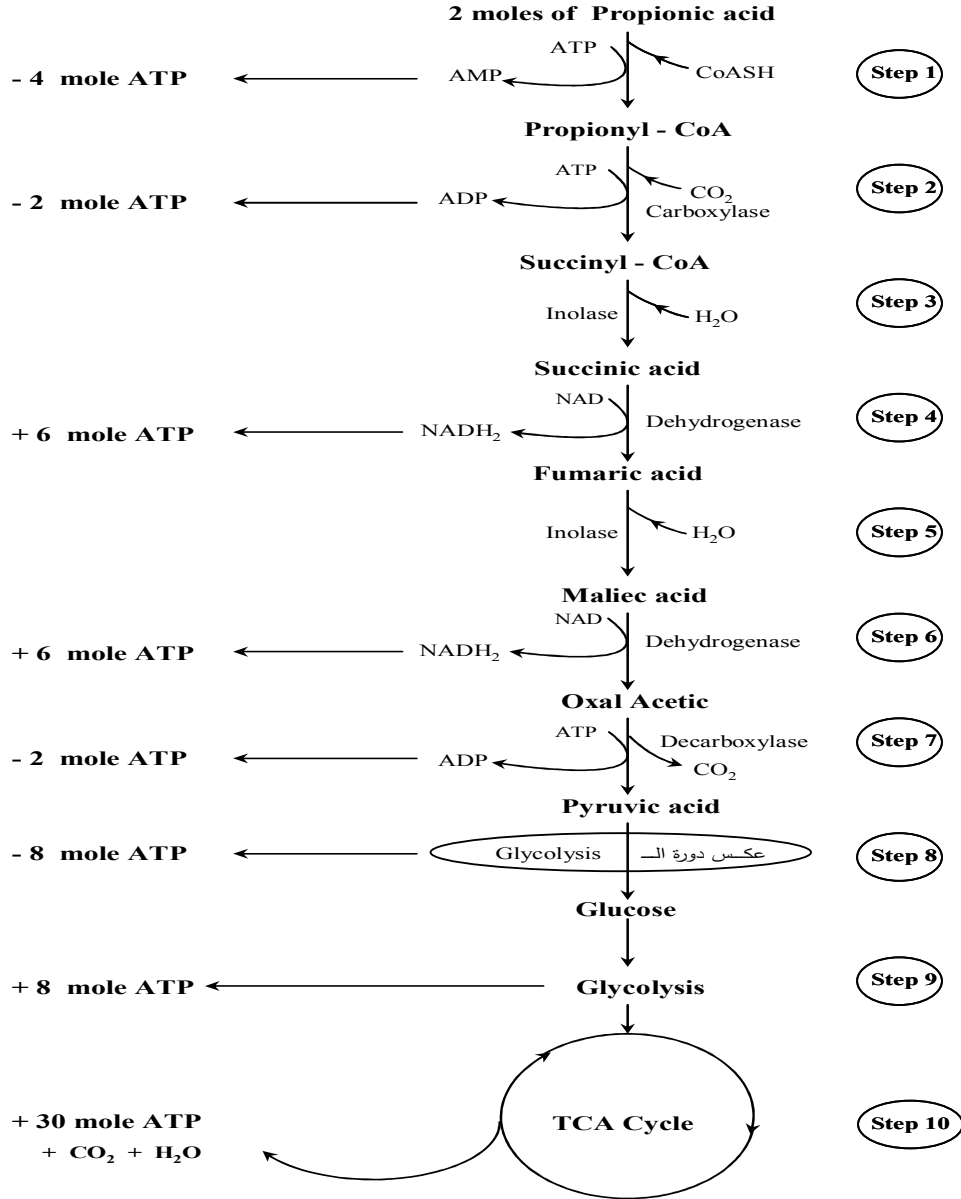 2 moles of Propionic acid
ATP
- 4 mole ATP
AMP
CoASH
Step 1
Propionyl - CoA
ATP
- 2 mole ATP
ADP
CO₂
Carboxylase
Step 2
Succinyl - CoA
Inolase
H₂O
Step 3
Succinic acid
NAD
+ 6 mole ATP
NADH₂
Dehydrogenase
Step 4
Fumaric acid
Inolase
H₂O
Step 5
Maliec acid
NAD
+ 6 mole ATP
NADH₂
Dehydrogenase
Step 6
Oxal Acetic
ATP
- 2 mole ATP
ADP
Decarboxylase
CO₂
Step 7
Pyruvic acid
- 8 mole ATP
Glycolysis عكـس دورة الــ
Step 8
Glucose
+ 8 mole ATP
Glycolysis
Step 9
+ 30 mole ATP
+ CO₂ + H₂O
TCA Cycle
Step 10